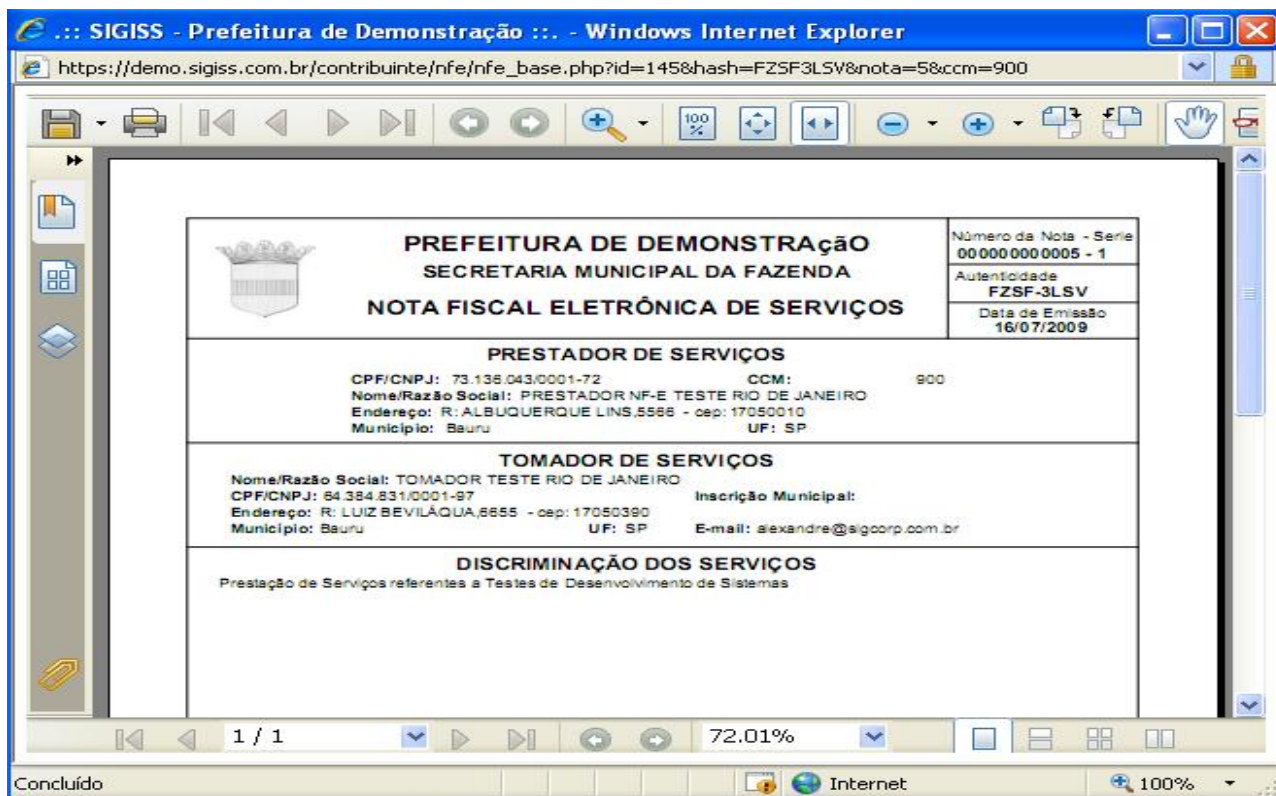 .:: SIGISS - Prefeitura de Demonstração ::. - Windows Internet Explorer
https://demo.sigiss.com.br/contribuinte/nfe/nfe_base.php?id=145&hash=FZSF3LSV&nota=5&ccm=900
100
%
PREFEITURA DE DEMONSTRAçãO
SECRETARIA MUNICIPAL DA FAZENDA
NOTA FISCAL ELETRÔNICA DE SERVIÇOS
Número da Nota - Serie
000000000005 - 1
Autenticidade
FZSF-3LSV
Data de Emissão
16/07/2009
PRESTADOR DE SERVIÇOS
CPF/CNPJ: 73.136.043/0001-72 CCM: 900
Nome/Razão Social: PRESTADOR NF-E TESTE RIO DE JANEIRO
Endereço: R: ALBUQUERQUE LINS,5566 - cep: 17050010
Município: Bauru UF: SP
TOMADOR DE SERVIÇOS
Nome/Razão Social: TOMADOR TESTE RIO DE JANEIRO
CPF/CNPJ: 64.384.831/0001-97 Inscrição Municipal:
Endereço: R: LUIZ BEVILÁQUA,6655 - cep: 17050390
Município: Bauru UF: SP E-mail: alexandre@sigcorp.com.br
DISCRIMINAÇÃO DOS SERVIÇOS
Prestação de Serviços referentes a Testes de Desenvolvimento de Sistemas
1 / 1 72.01%
Concluído Internet 100%